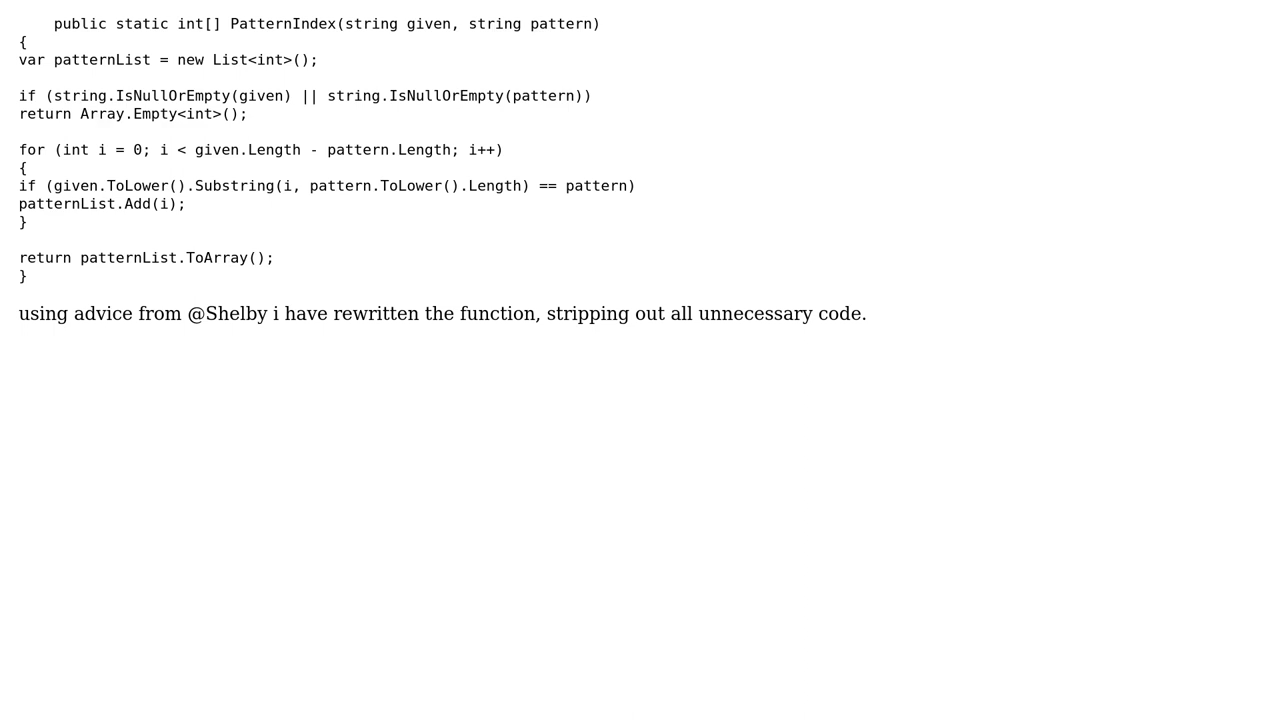 public static int[] PatternIndex(string given, string pattern)
{
var patternList = new List<int>();
if (string.IsNullOrEmpty(given) || string.IsNullOrEmpty(pattern))
return Array.Empty<int>();
for (int i = 0; i < given.Length - pattern.Length; i++)
{
if (given.ToLower().Substring(i, pattern.ToLower().Length) == pattern)
patternList.Add(i);
}
return patternList.ToArray();
}
using advice from @Shelby i have rewritten the function, stripping out all unnecessary code.